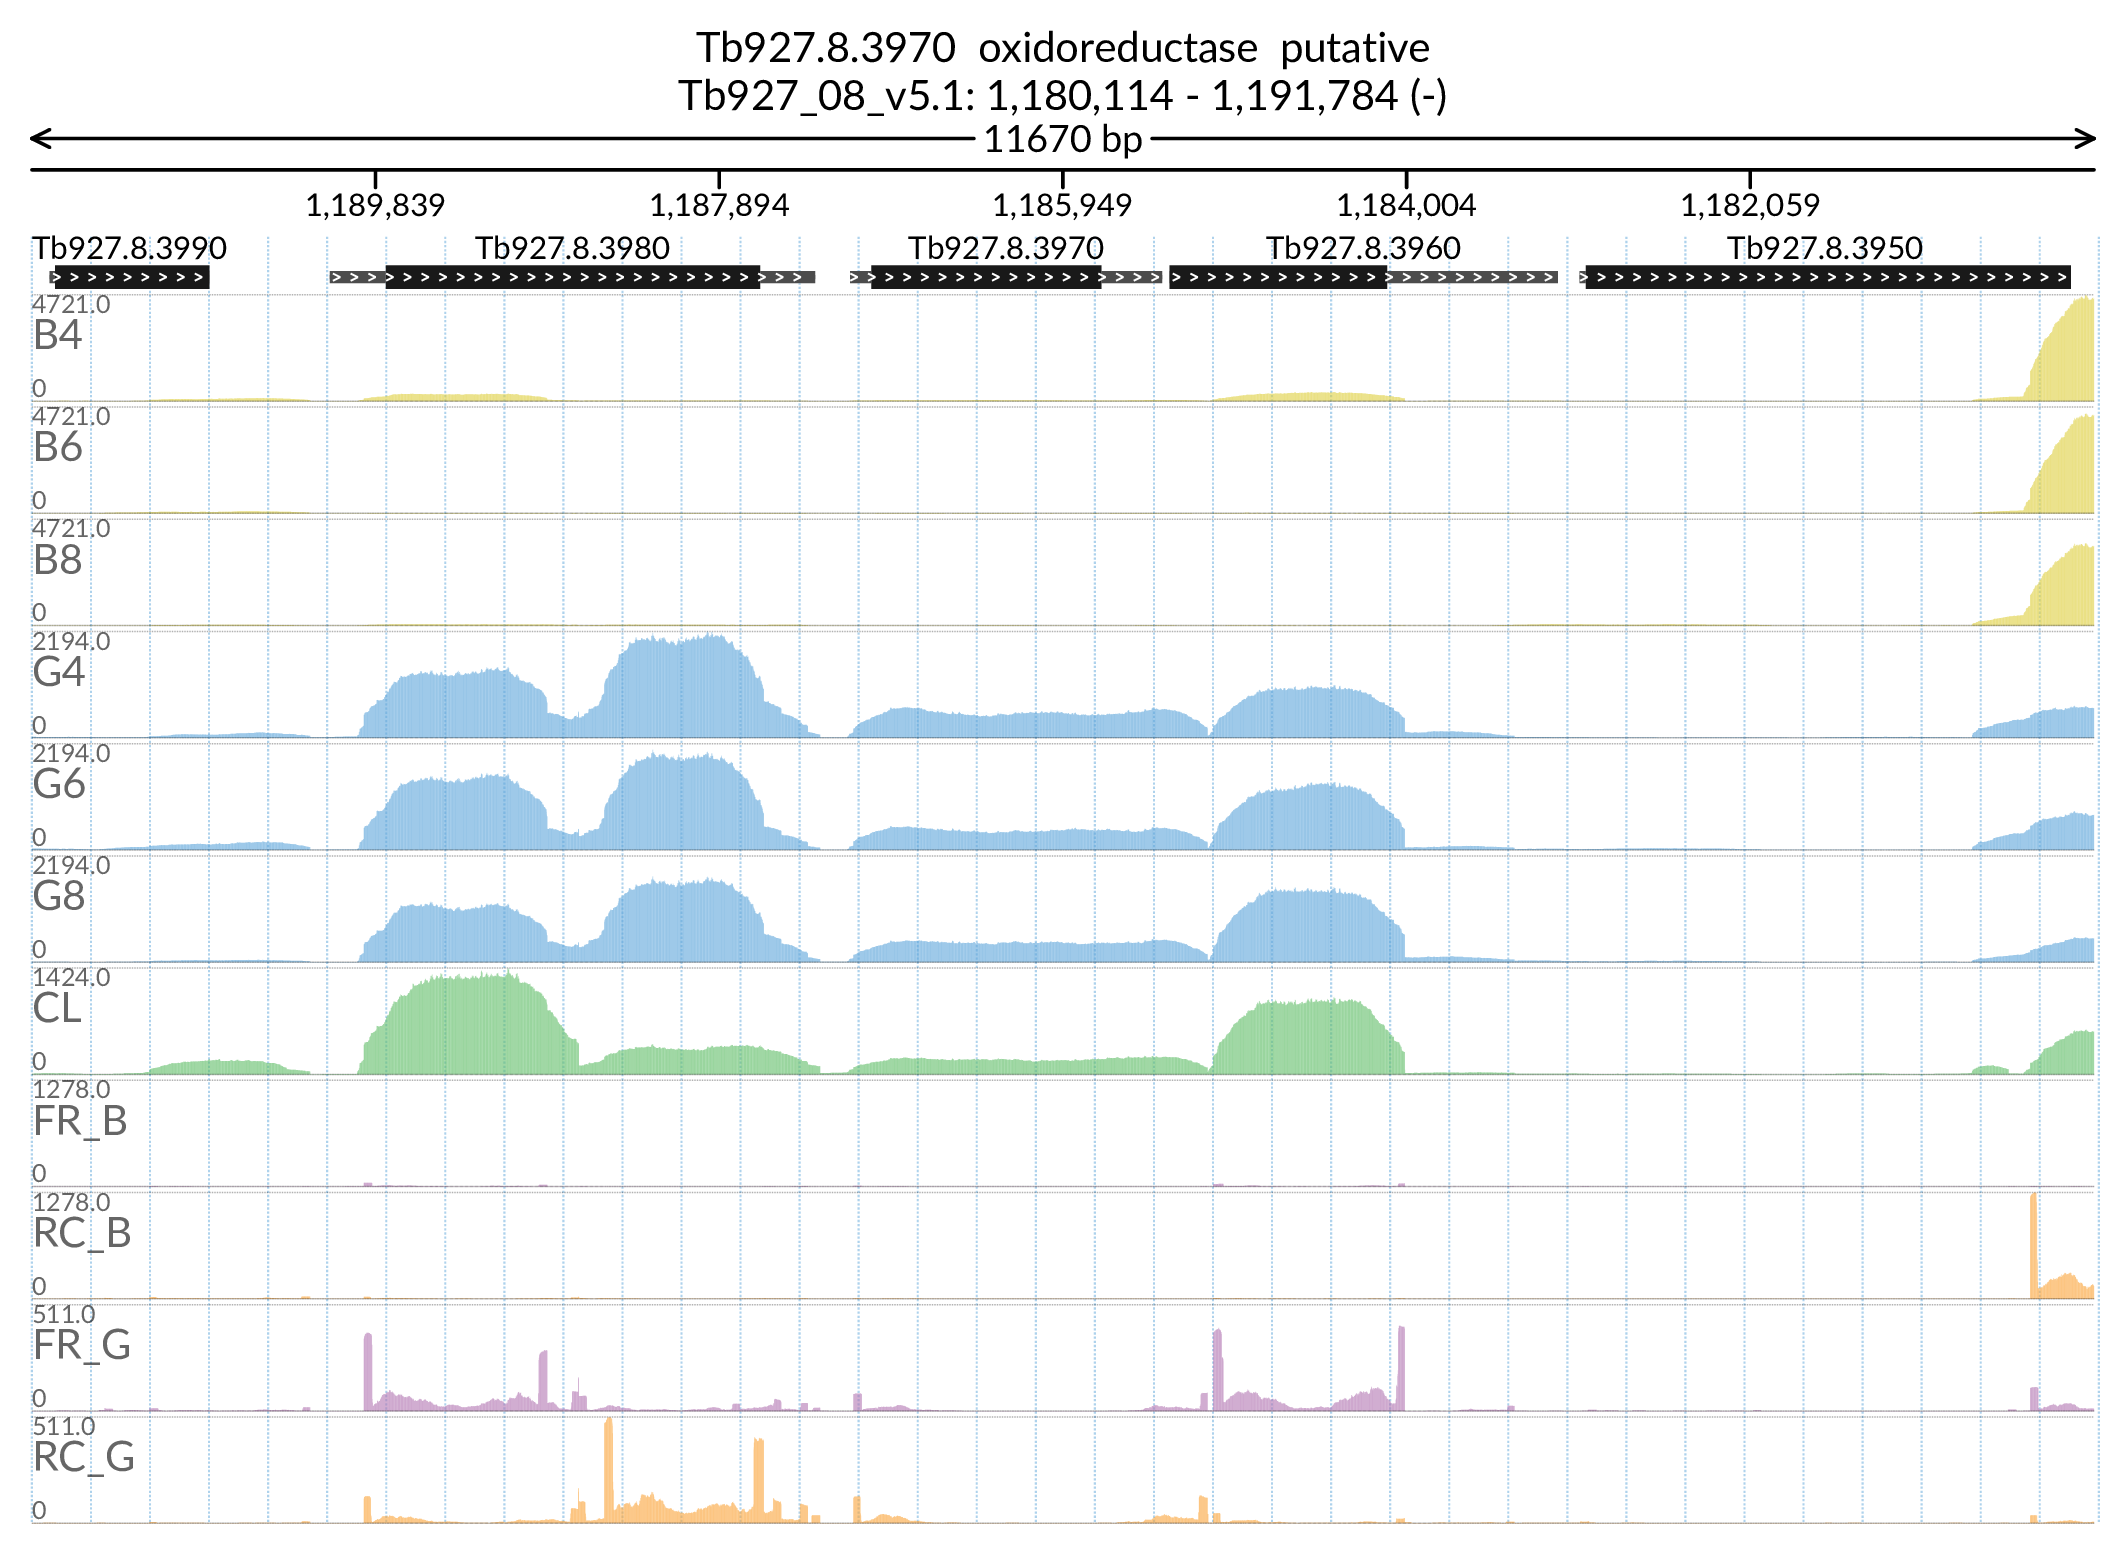 Tb927.8.3970 oxidoreductase putative
Tb927_08_v5.1: 1,180,114 - 1,191,784 (-)
11670 bp
1,189,839 1,187,894 1,185,949 1,184,004 1,182,059
Tb927.8.3990 Tb927.8.3980 Tb927.8.3970 Tb927.8.3960 Tb927.8.3950
4721.0
B4
0
4721.0
B6
0
4721.0
B8
0
2194.0
G4
0
2194.0
G6
0
2194.0
G8
0
1424.0
CL
0
1278.0
FR_B
0
1278.0
RC_B
0
511.0
FR_G
0
511.0
RC_G
0